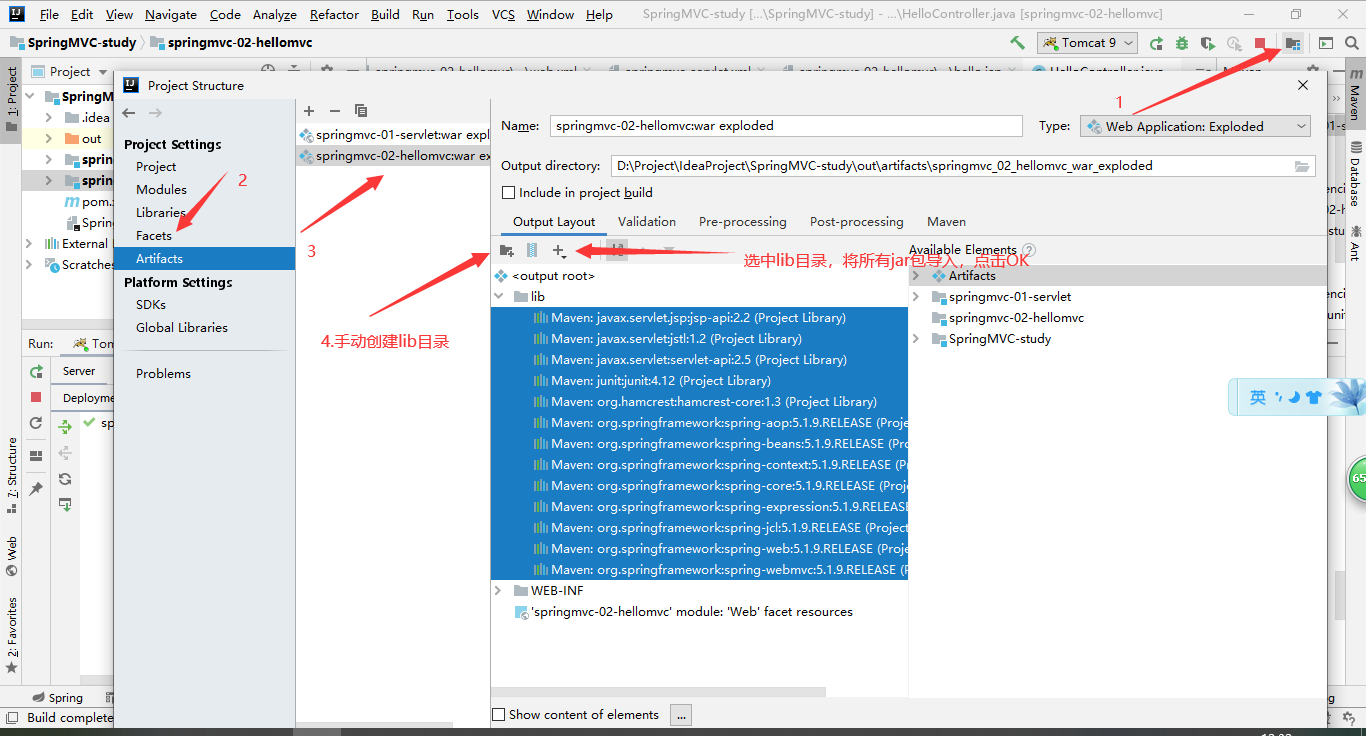 File Edit View Navigate Code Analyze Refactor Build Run Tools VCS Window Help SpringMVC-study [...\SpringMVC-study] - ...\HelloController.java [springmvc-02-hellomvc]
SpringMVC-study springmvc-02-hellomvc Tomcat 9
1: Project
Project
Maven
SpringM
.idea
out
sprin
sprin
pom.
Sprin
External
Scratches
Database
Ant
Run: Tom
Server
Deployme
sp
7: Structure
Web
2: Favorites
Spring
Build complete
Project Structure
Project Settings
Project
Modules
Libraries
Facets
Artifacts
Platform Settings
SDKs
Global Libraries
Problems
springmvc-01-servlet:war expl
springmvc-02-hellomvc:war ex
Name: springmvc-02-hellomvc:war exploded Type: Web Application: Exploded
Output directory: D:\Project\IdeaProject\SpringMVC-study\out\artifacts\springmvc_02_hellomvc_war_exploded
Include in project build
Output Layout Validation Pre-processing Post-processing Maven
Available Elements ?
<output root>
lib
Maven: javax.servlet.jsp:jsp-api:2.2 (Project Library)
Maven: javax.servlet:jstl:1.2 (Project Library)
Maven: javax.servlet:servlet-api:2.5 (Project Library)
Maven: junit:junit:4.12 (Project Library)
Maven: org.hamcrest:hamcrest-core:1.3 (Project Library)
Maven: org.springframework:spring-aop:5.1.9.RELEASE (Proje
Maven: org.springframework:spring-beans:5.1.9.RELEASE (Pro
Maven: org.springframework:spring-context:5.1.9.RELEASE (P
Maven: org.springframework:spring-core:5.1.9.RELEASE (Proje
Maven: org.springframework:spring-expression:5.1.9.RELEASE
Maven: org.springframework:spring-jcl:5.1.9.RELEASE (Project
Maven: org.springframework:spring-web:5.1.9.RELEASE (Proje
Maven: org.springframework:spring-webmvc:5.1.9.RELEASE (P
WEB-INF
'springmvc-02-hellomvc' module: 'Web' facet resources
Artifacts
springmvc-01-servlet
springmvc-02-hellomvc
SpringMVC-study
Show content of elements ...
1
2
3
4.手动创建lib目录
选中lib目录，将所有jar包导入，点击OK
英
65